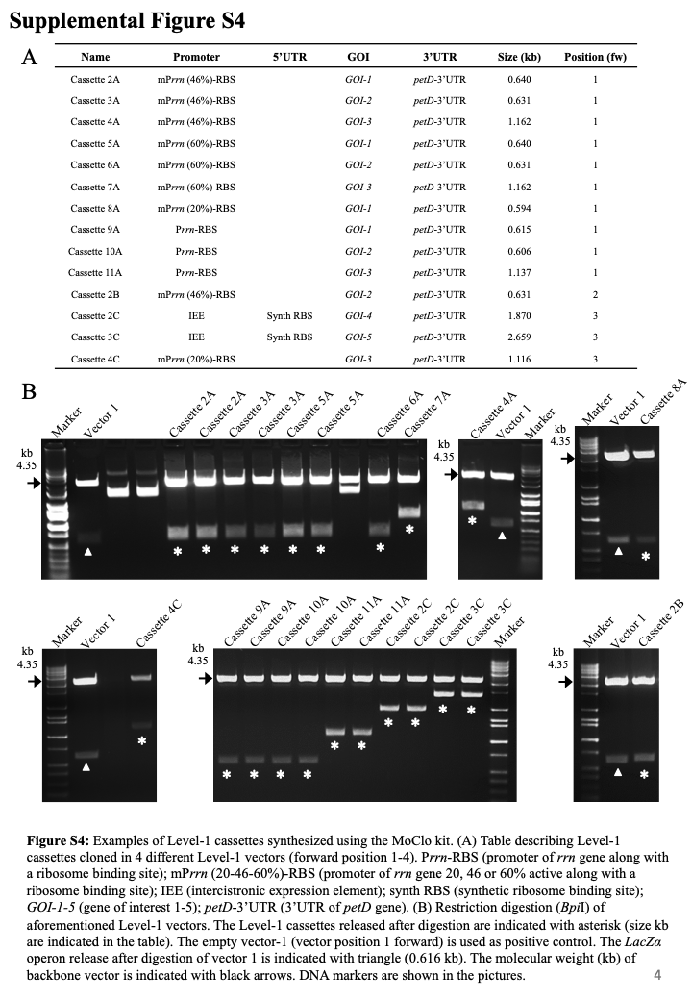 Supplemental Figure S4
A
Name Promoter 5’UTR GOI 3’UTR Size (kb) Position (fw)
Cassette 2A mPrrn (46%)-RBS GOI-1 petD-3’UTR 0.640 1
Cassette 3A mPrrn (46%)-RBS GOI-2 petD-3’UTR 0.631 1
Cassette 4A mPrrn (46%)-RBS GOI-3 petD-3’UTR 1.162 1
Cassette 5A mPrrn (60%)-RBS GOI-1 petD-3’UTR 0.640 1
Cassette 6A mPrrn (60%)-RBS GOI-2 petD-3’UTR 0.631 1
Cassette 7A mPrrn (60%)-RBS GOI-3 petD-3’UTR 1.162 1
Cassette 8A mPrrn (20%)-RBS GOI-1 petD-3’UTR 0.594 1
Cassette 9A Prrn-RBS GOI-1 petD-3’UTR 0.615 1
Cassette 10A Prrn-RBS GOI-2 petD-3’UTR 0.606 1
Cassette 11A Prrn-RBS GOI-3 petD-3’UTR 1.137 1
Cassette 2B mPrrn (46%)-RBS GOI-2 petD-3’UTR 0.631 2
Cassette 2C IEE Synth RBS GOI-4 petD-3’UTR 1.870 3
Cassette 3C IEE Synth RBS GOI-5 petD-3’UTR 2.659 3
Cassette 4C mPrrn (20%)-RBS GOI-3 petD-3’UTR 1.116 3
B
Marker Vector 1 Cassette 2A Cassette 2A Cassette 3A Cassette 3A Cassette 5A Cassette 5A Cassette 6A Cassette 7A
kb
4.35
Cassette 4A Vector 1 Marker
kb
4.35
Marker Vector 1 Cassette 8A
kb
4.35
Marker Vector 1 Cassette 4C
kb
4.35
Cassette 9A Cassette 9A Cassette 10A Cassette 10A Cassette 11A Cassette 11A Cassette 2C Cassette 2C Cassette 3C Cassette 3C Marker
kb
4.35
Marker Vector 1 Cassette 2B
kb
4.35
Figure S4: Examples of Level-1 cassettes synthesized using the MoClo kit. (A) Table describing Level-1
cassettes cloned in 4 different Level-1 vectors (forward position 1-4). Prrn-RBS (promoter of rrn gene along with
a ribosome binding site); mPrrn (20-46-60%)-RBS (promoter of rrn gene 20, 46 or 60% active along with a
ribosome binding site); IEE (intercistronic expression element); synth RBS (synthetic ribosome binding site);
GOI-1-5 (gene of interest 1-5); petD-3’UTR (3’UTR of petD gene). (B) Restriction digestion (BpiI) of
aforementioned Level-1 vectors. The Level-1 cassettes released after digestion are indicated with asterisk (size kb
are indicated in the table). The empty vector-1 (vector position 1 forward) is used as positive control. The LacZα
operon release after digestion of vector 1 is indicated with triangle (0.616 kb). The molecular weight (kb) of
backbone vector is indicated with black arrows. DNA markers are shown in the pictures.
4